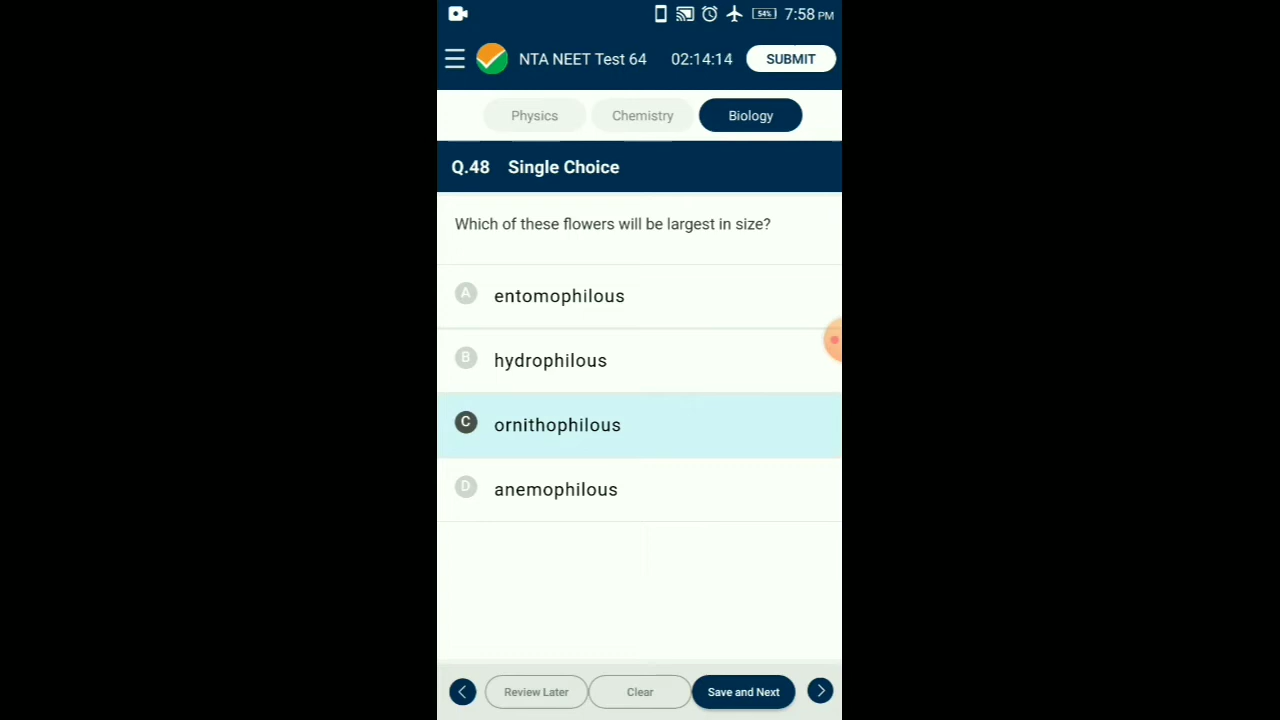 54% 7:58 PM
NTA NEET Test 64 02:14:14 SUBMIT
Physics Chemistry Biology
Q.48 Single Choice
Which of these flowers will be largest in size?
A entomophilous
B hydrophilous
C ornithophilous
D anemophilous
Review Later Clear Save and Next